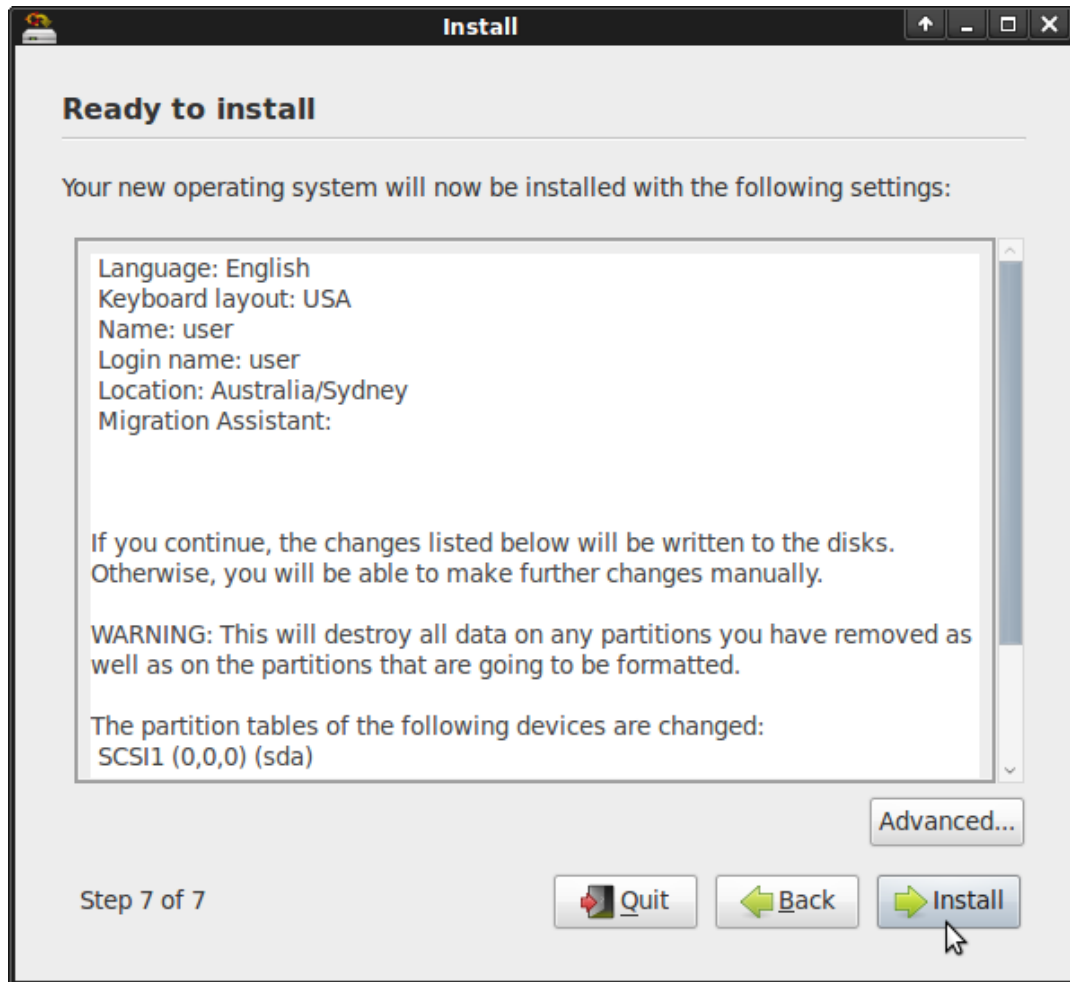 Install
Ready to install
Your new operating system will now be installed with the following settings:
Language: English
Keyboard layout: USA
Name: user
Login name: user
Location: Australia/Sydney
Migration Assistant:
If you continue, the changes listed below will be written to the disks.
Otherwise, you will be able to make further changes manually.
WARNING: This will destroy all data on any partitions you have removed as
well as on the partitions that are going to be formatted.
The partition tables of the following devices are changed:
SCSI1 (0,0,0) (sda)
Advanced...
Step 7 of 7
Quit
Back
Install